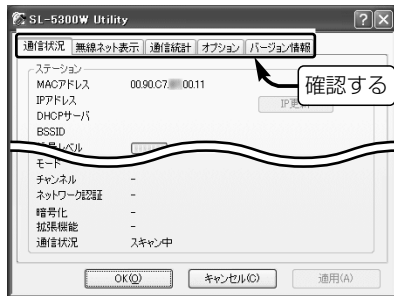 SL-5300W Utility
通信状況 無線ネット表示 通信統計 オプション バージョン情報
確認する
ステーション
MACアドレス 00.90.C7. 00.11
IPアドレス
DHCPサーバ
BSSID
モード
チャンネル -
ネットワーク認証 -
暗号化 -
拡張機能 -
通信状況 スキャン中
OK(O) キャンセル(C) 適用(A)